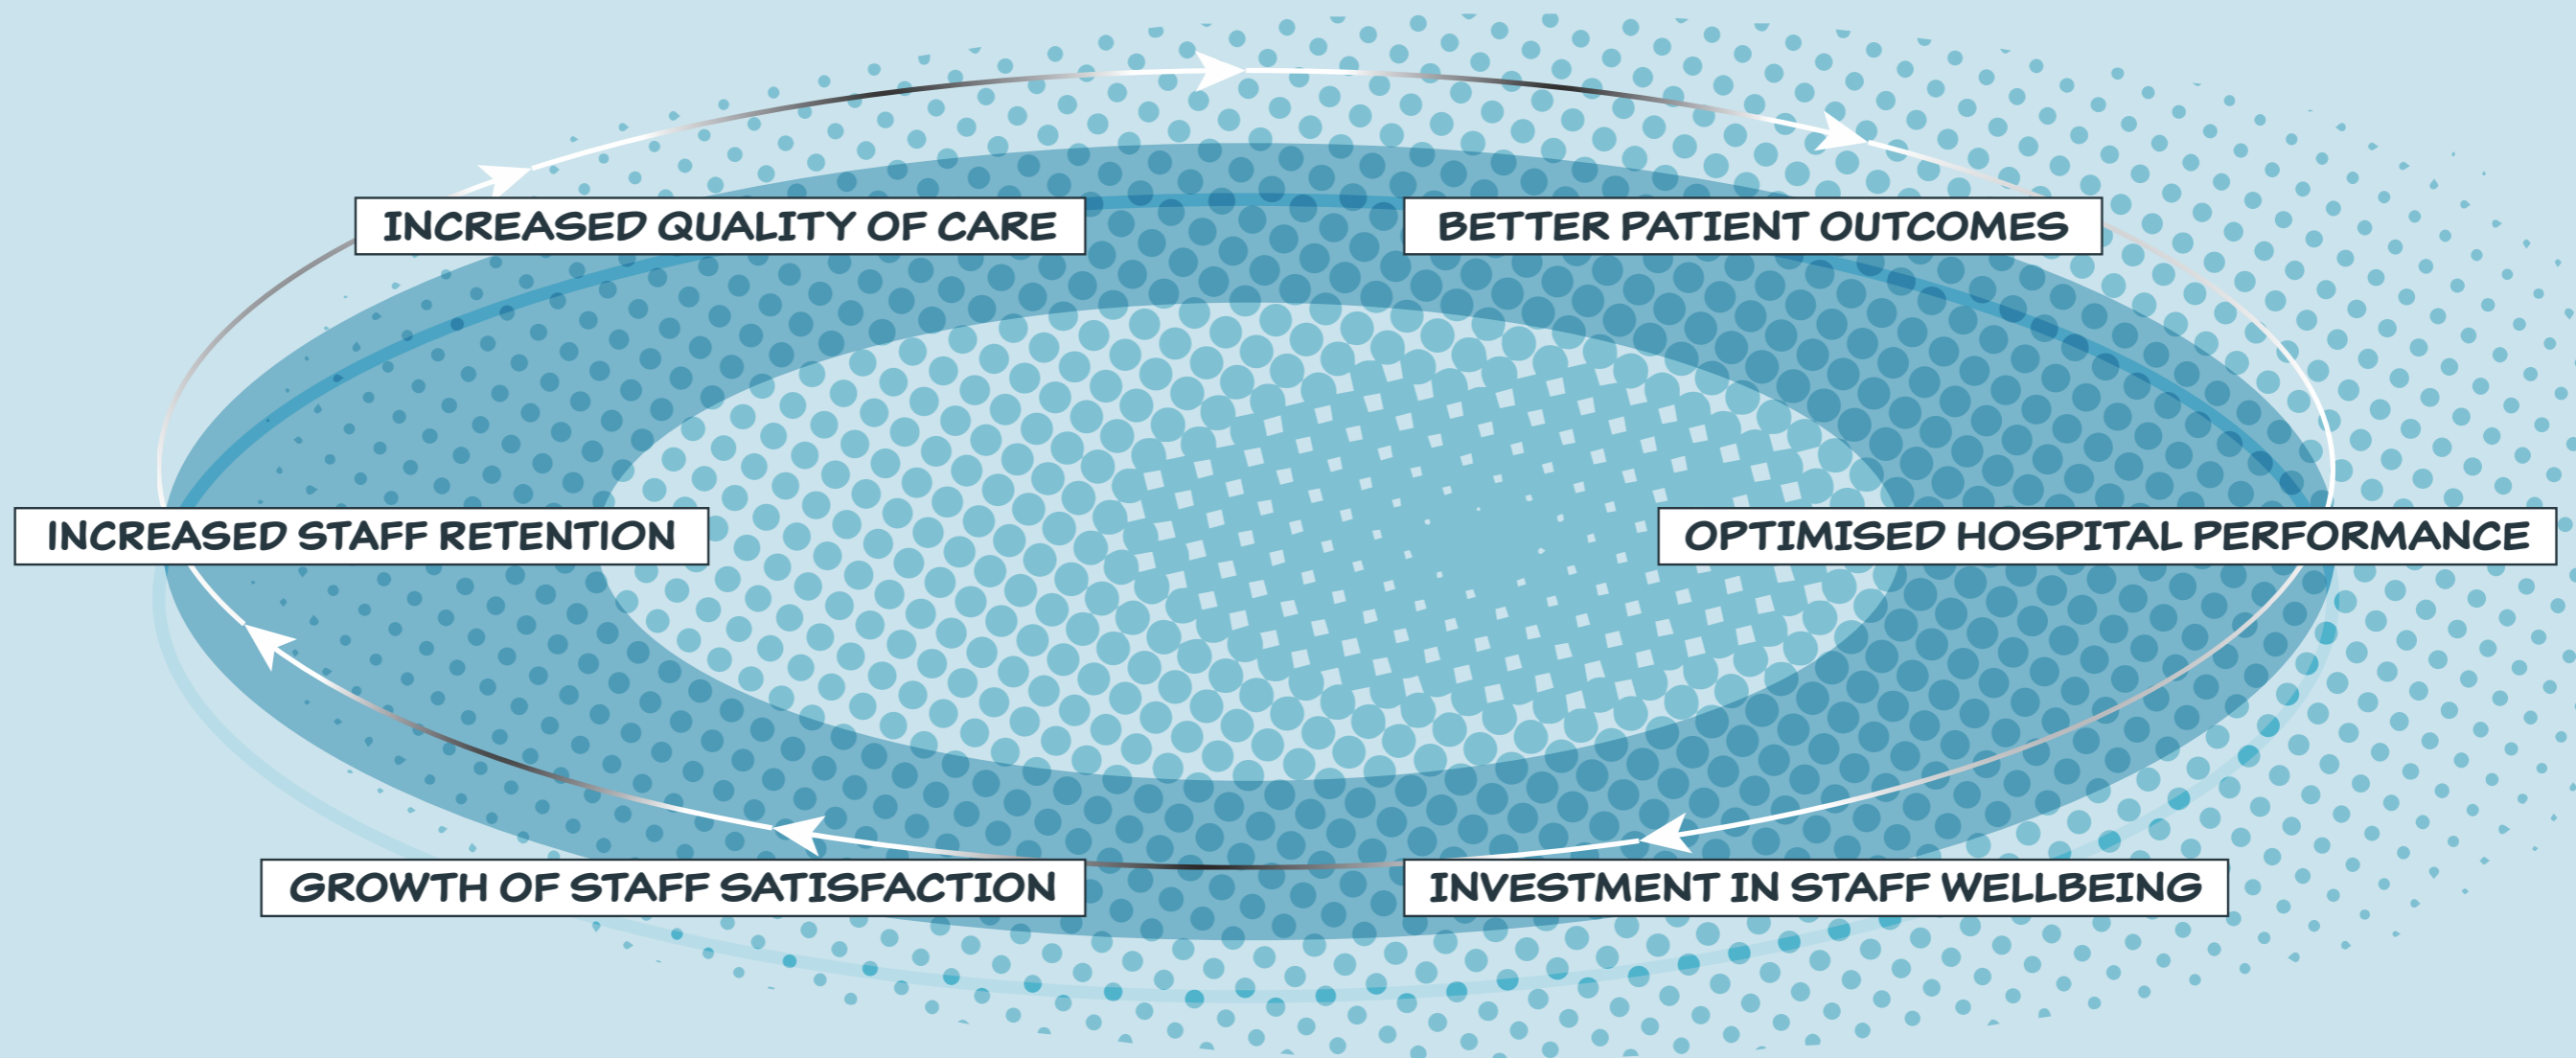 INCREASED QUALITY OF CARE
BETTER PATIENT OUTCOMES
INCREASED STAFF RETENTION
OPTIMISED HOSPITAL PERFORMANCE
GROWTH OF STAFF SATISFACTION
INVESTMENT IN STAFF WELLBEING